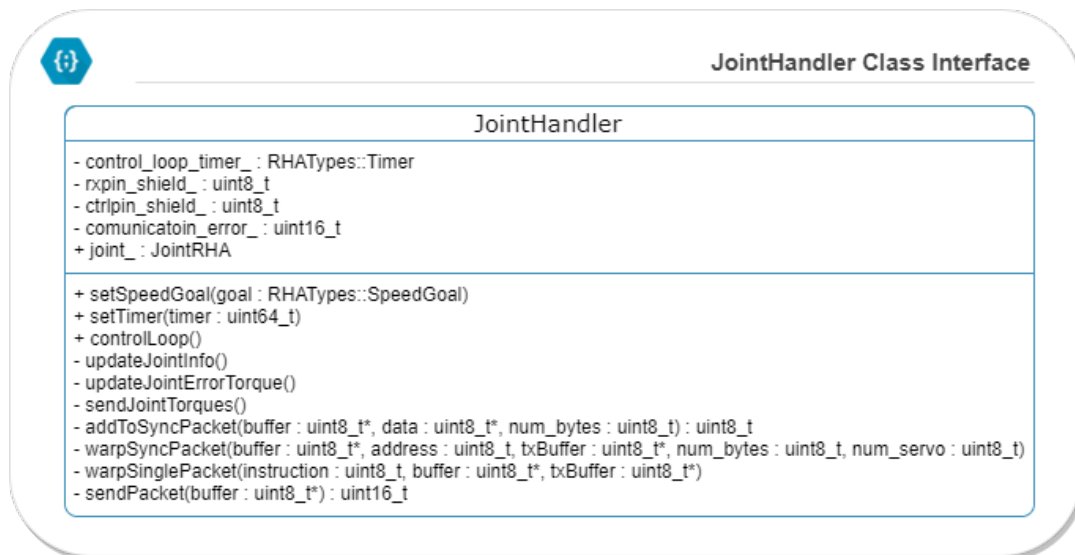 {;}
JointHandler Class Interface
JointHandler
- control_loop_timer_ : RHATypes::Timer
- rxpin_shield_ : uint8_t
- ctrlpin_shield_ : uint8_t
- comunicatoin_error_ : uint16_t
+ joint_ : JointRHA
+ setSpeedGoal(goal : RHATypes::SpeedGoal)
+ setTimer(timer : uint64_t)
+ controlLoop()
- updateJointInfo()
- updateJointErrorTorque()
- sendJointTorques()
- addToSyncPacket(buffer : uint8_t*, data : uint8_t*, num_bytes : uint8_t) : uint8_t
- warpSyncPacket(buffer : uint8_t*, address : uint8_t, txBuffer : uint8_t*, num_bytes : uint8_t, num_servo : uint8_t)
- warpSinglePacket(instruction : uint8_t, buffer : uint8_t*, txBuffer : uint8_t*)
- sendPacket(buffer : uint8_t*) : uint16_t